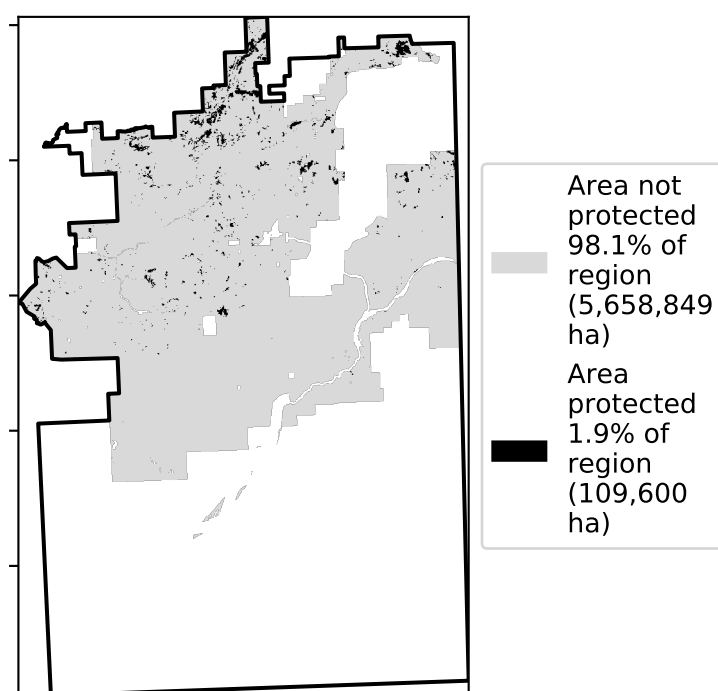 Area not
protected
98.1% of
region
(5,658,849
ha)
Area
protected
1.9% of
region
(109,600
ha)